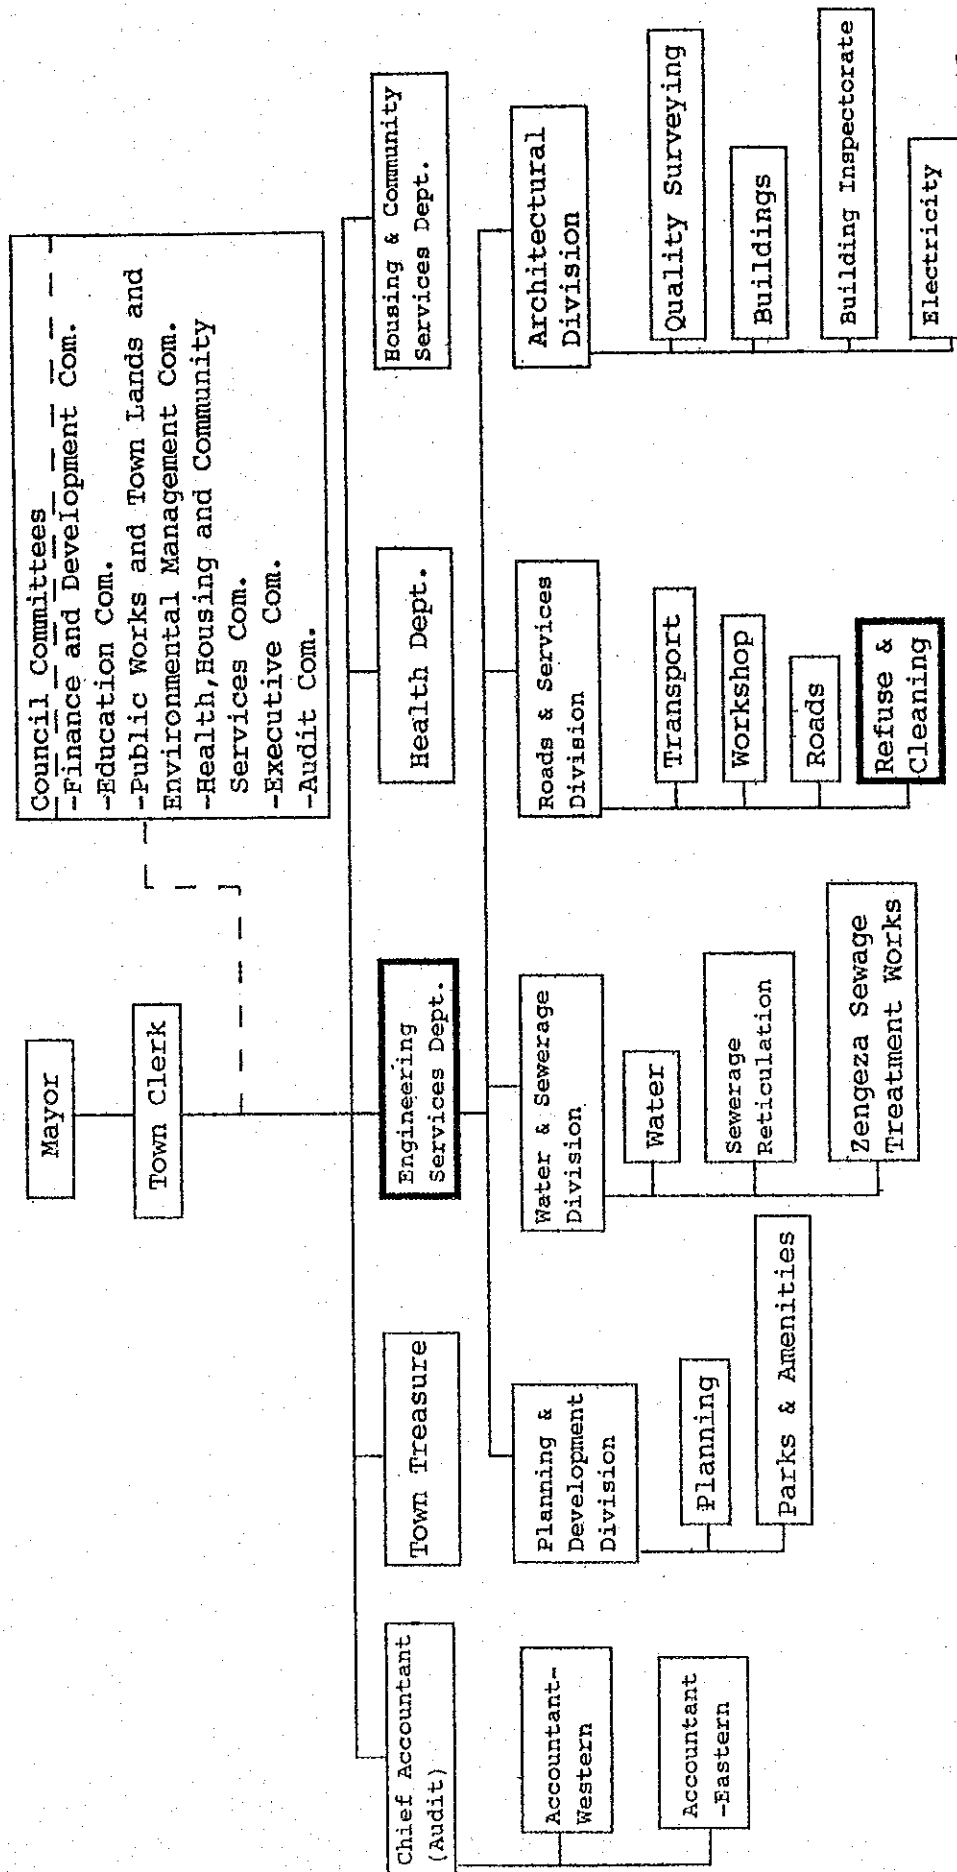 Mayor
Town Clerk
Council Committees
-Finance and Development Com.
-Education Com.
-Public Works and Town Lands and
Environmental Management Com.
-Health,Housing and Community
Services Com.
-Executive Com.
-Audit Com.
Chief Accountant
(Audit)
Town Treasure
Engineering
Services Dept.
Health Dept.
Housing & Community
Services Dept.
Accountant-
Western
Accountant
-Eastern
Planning &
Development
Division
Planning
Parks & Amenities
Water & Sewerage
Division
Water
Sewerage
Reticulation
Zengeza Sewage
Treatment Works
Roads & Services
Division
Transport
Workshop
Roads
Refuse &
Cleaning
Architectural
Division
Quality Surveying
Buildings
Building Inspectorate
Electricity